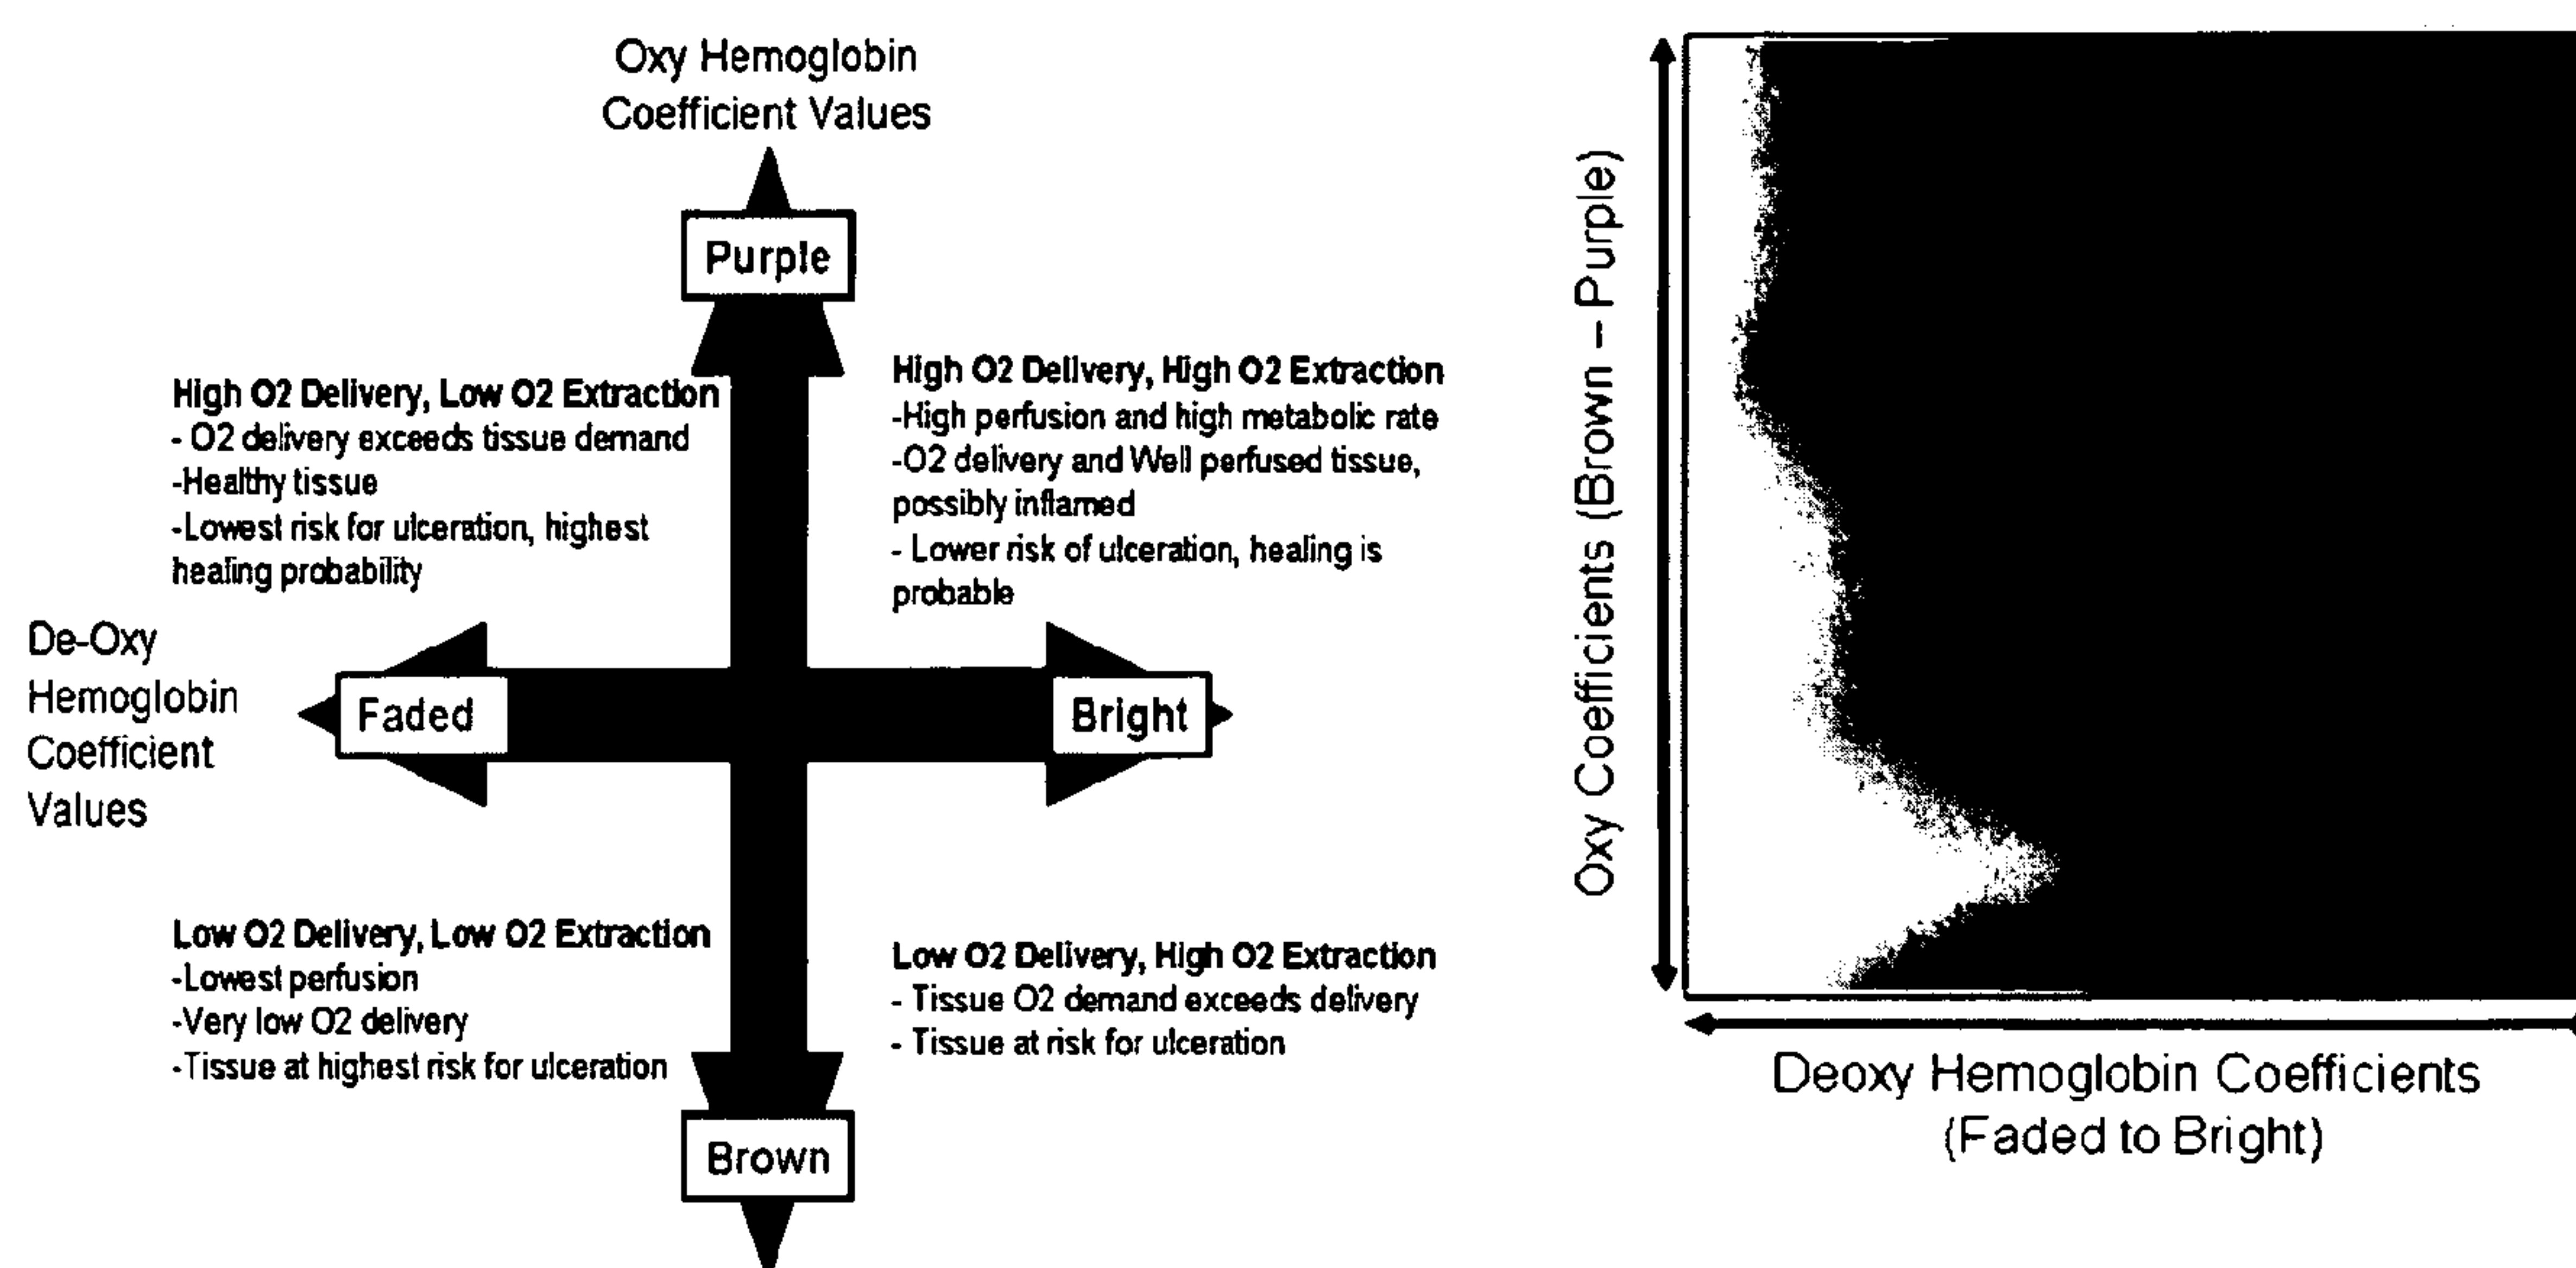 Oxy Hemoglobin
Coefficient Values
Purple
High O2 Delivery, Low O2 Extraction
- O2 delivery exceeds tissue demand
-Healthy tissue
-Lowest risk for ulceration, highest
healing probability
High O2 Delivery, High O2 Extraction
-High perfusion and high metabolic rate
-O2 delivery and Well perfused tissue,
possibly inflamed
- Lower risk of ulceration, healing is
probable
De-Oxy
Hemoglobin
Coefficient
Values
Faded
Bright
Low O2 Delivery, Low O2 Extraction
-Lowest perfusion
-Very low O2 delivery
-Tissue at highest risk for ulceration
Low O2 Delivery, High O2 Extraction
- Tissue O2 demand exceeds delivery
- Tissue at risk for ulceration
Brown
Oxy Coefficients (Brown – Purple)
Deoxy Hemoglobin Coefficients
(Faded to Bright)